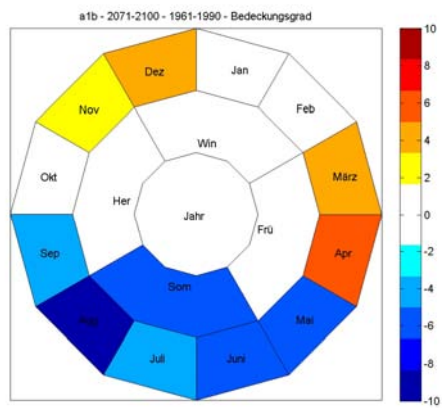 a1b - 2071-2100 - 1961-1990 - Bedeckungsgrad
Dez
Jan
Nov
Feb
Win
Okt
März
Her
Jahr
Frü
Sep
Apr
Som
Aug
Mai
Juli
Juni
10
8
6
4
2
0
-2
-4
-6
-8
-10